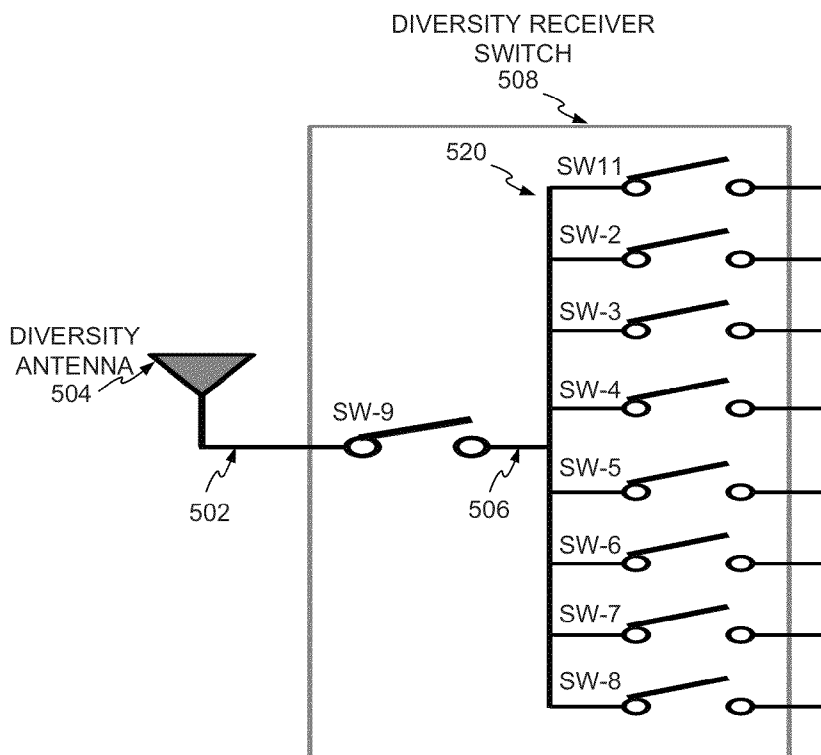 DIVERSITY RECEIVER
SWITCH
508
520
SW11
SW-2
SW-3
DIVERSITY
ANTENNA
504
SW-9
SW-4
502
506
SW-5
SW-6
SW-7
SW-8